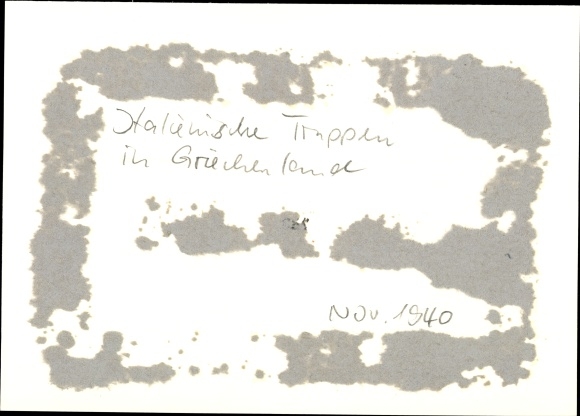 Italienische Truppen
in Griechenland
Nov. 1940